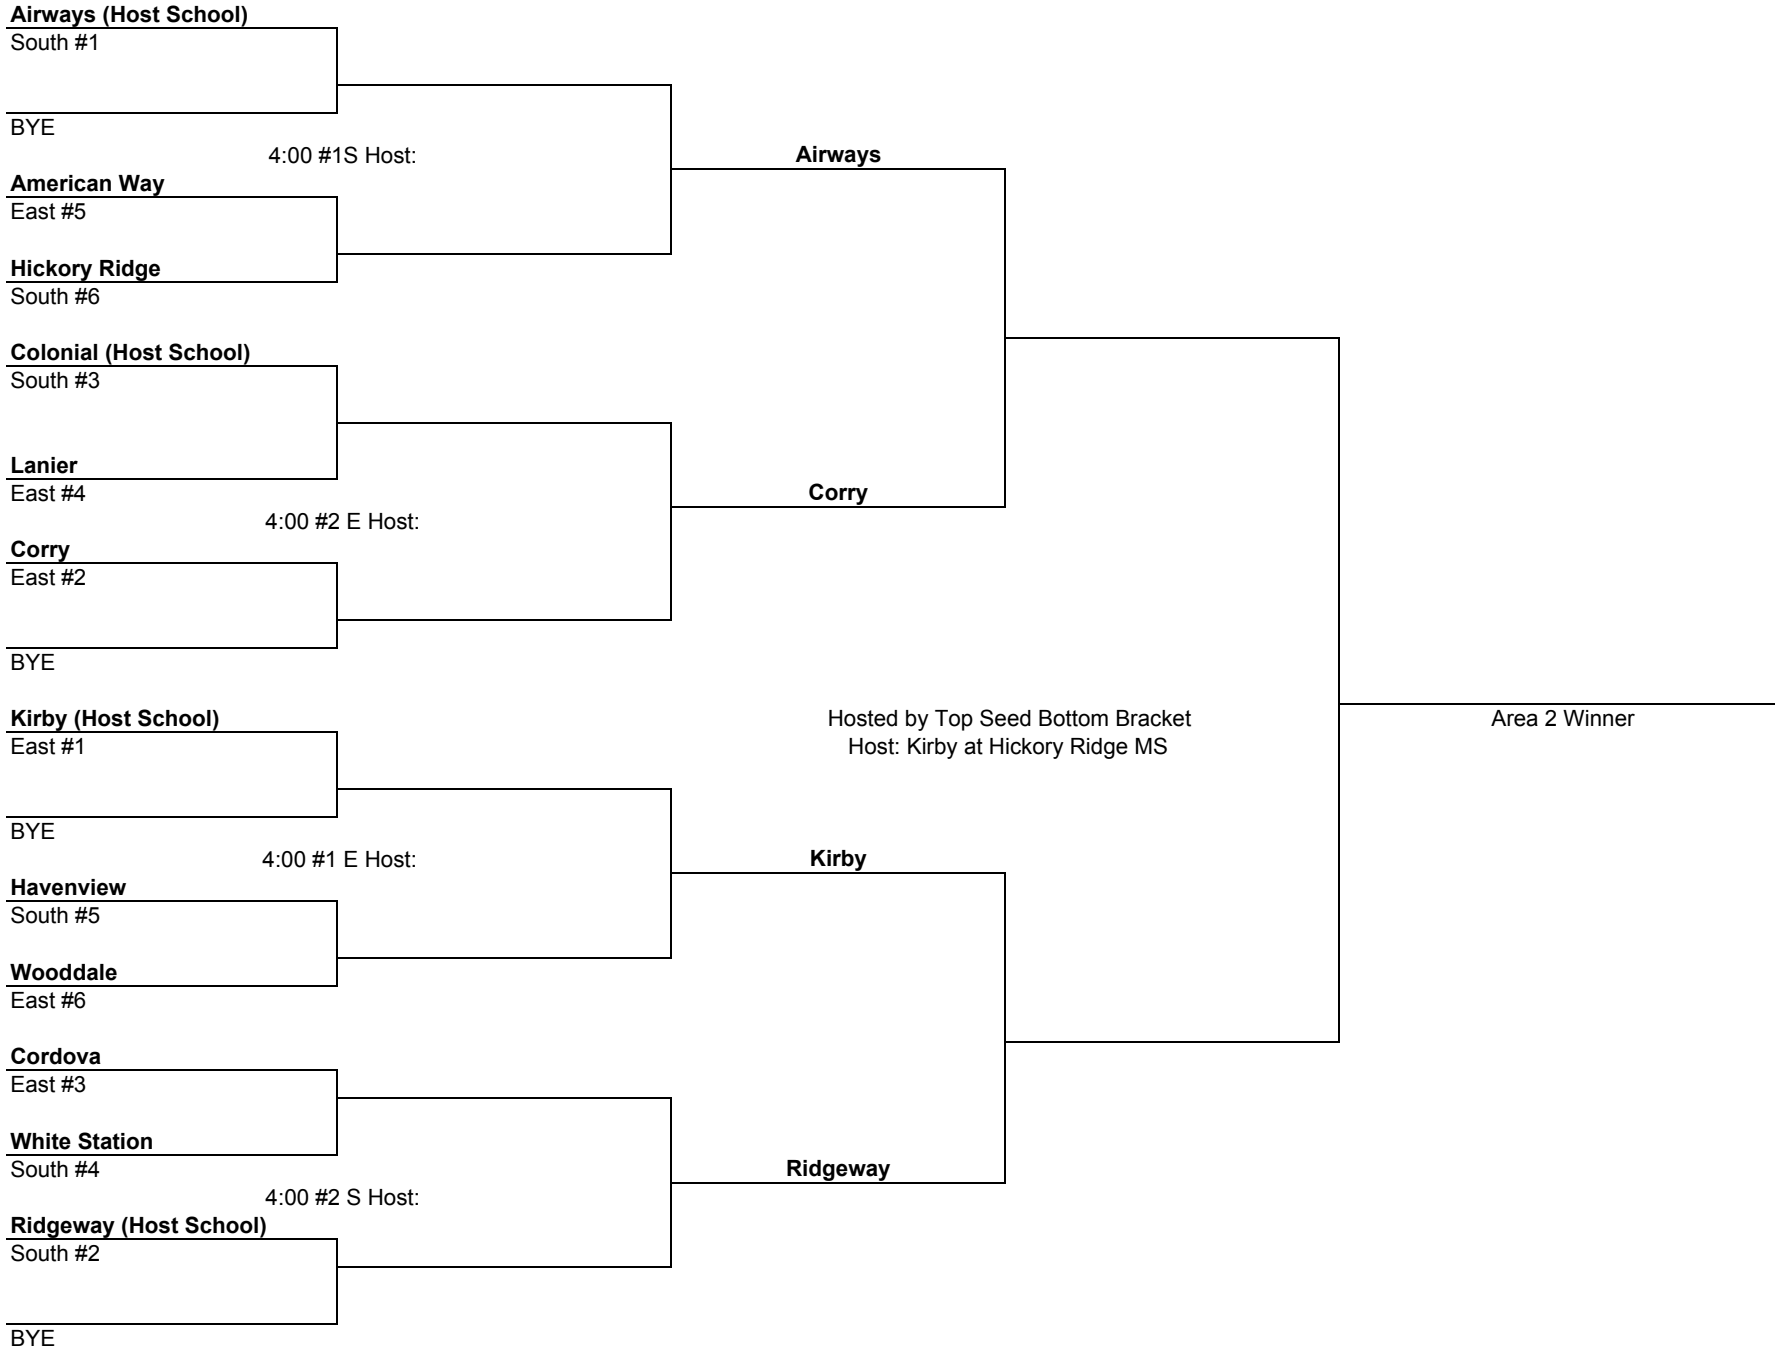 Airways (Host School)
South #1
BYE
4:00 #1S Host:
Airways
American Way
East #5
Hickory Ridge
South #6
Colonial (Host School)
South #3
Lanier
East #4
Corry
4:00 #2 E Host:
Corry
East #2
BYE
Kirby (Host School)
Hosted by Top Seed Bottom Bracket
Area 2 Winner
East #1
Host: Kirby at Hickory Ridge MS
BYE
4:00 #1 E Host:
Kirby
Havenview
South #5
Wooddale
East #6
Cordova
East #3
White Station
South #4
Ridgeway
4:00 #2 S Host:
Ridgeway (Host School)
South #2
BYE